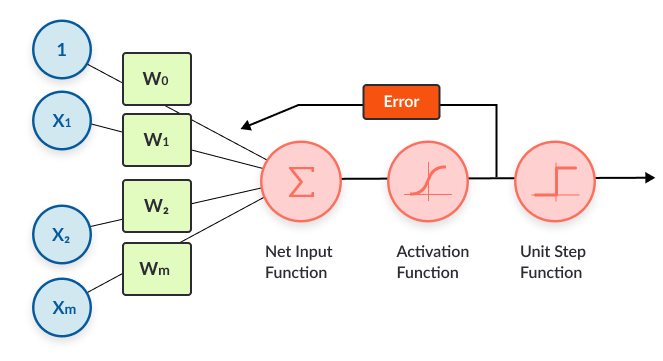 1
W₀
Error
X₁
W₁
Σ
W₂
X₂
Wm
Xm
Net Input
Function
Activation
Function
Unit Step
Function